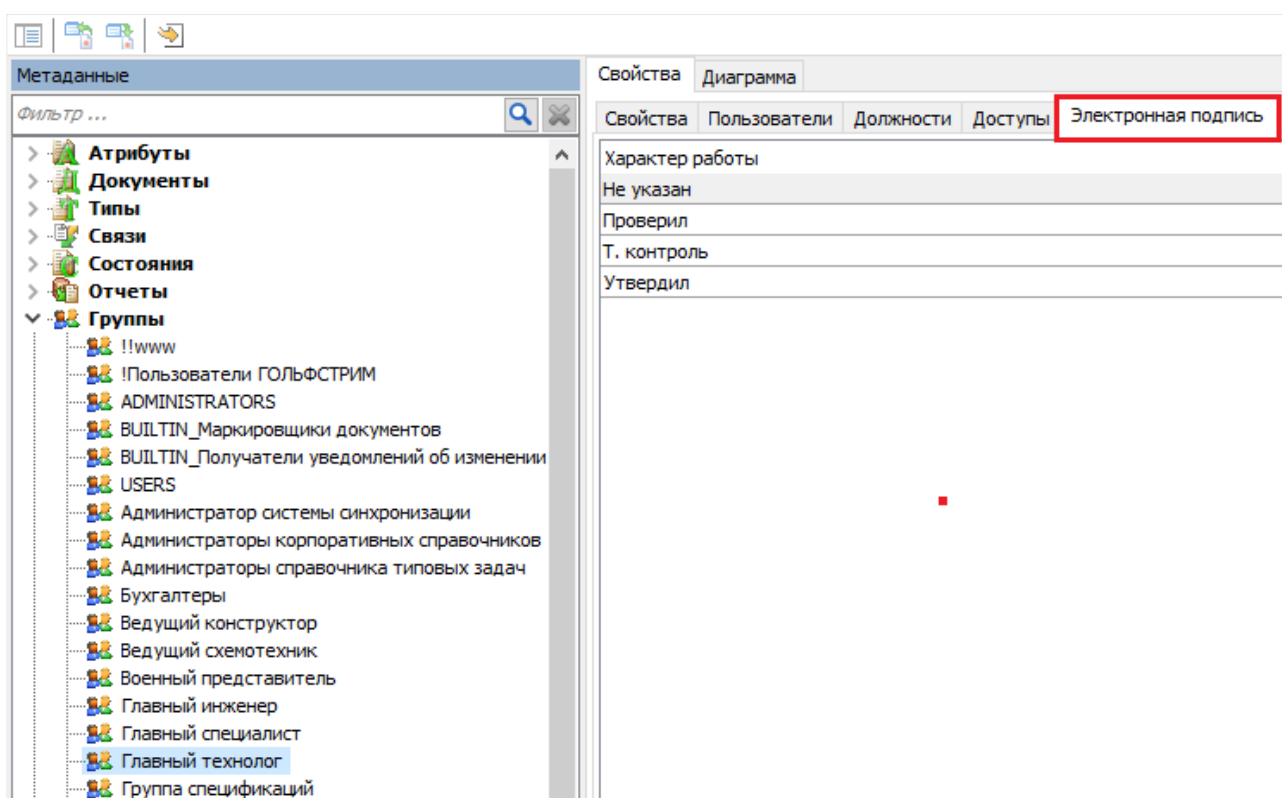 Метаданные
Фильтр ...
Атрибуты
Документы
Типы
Связи
Состояния
Отчеты
Группы
!!www
!Пользователи ГОЛЬФСТРИМ
ADMINISTRATORS
BUILTIN_Маркировщики документов
BUILTIN_Получатели уведомлений об изменении
USERS
Администратор системы синхронизации
Администраторы корпоративных справочников
Администраторы справочника типовых задач
Бухгалтеры
Ведущий конструктор
Ведущий схемотехник
Военный представитель
Главный инженер
Главный специалист
Главный технолог
Группа спецификаций
Свойства Диаграмма
Свойства Пользователи Должности Доступы Электронная подпись
Характер работы
Не указан
Проверил
Т. контроль
Утвердил